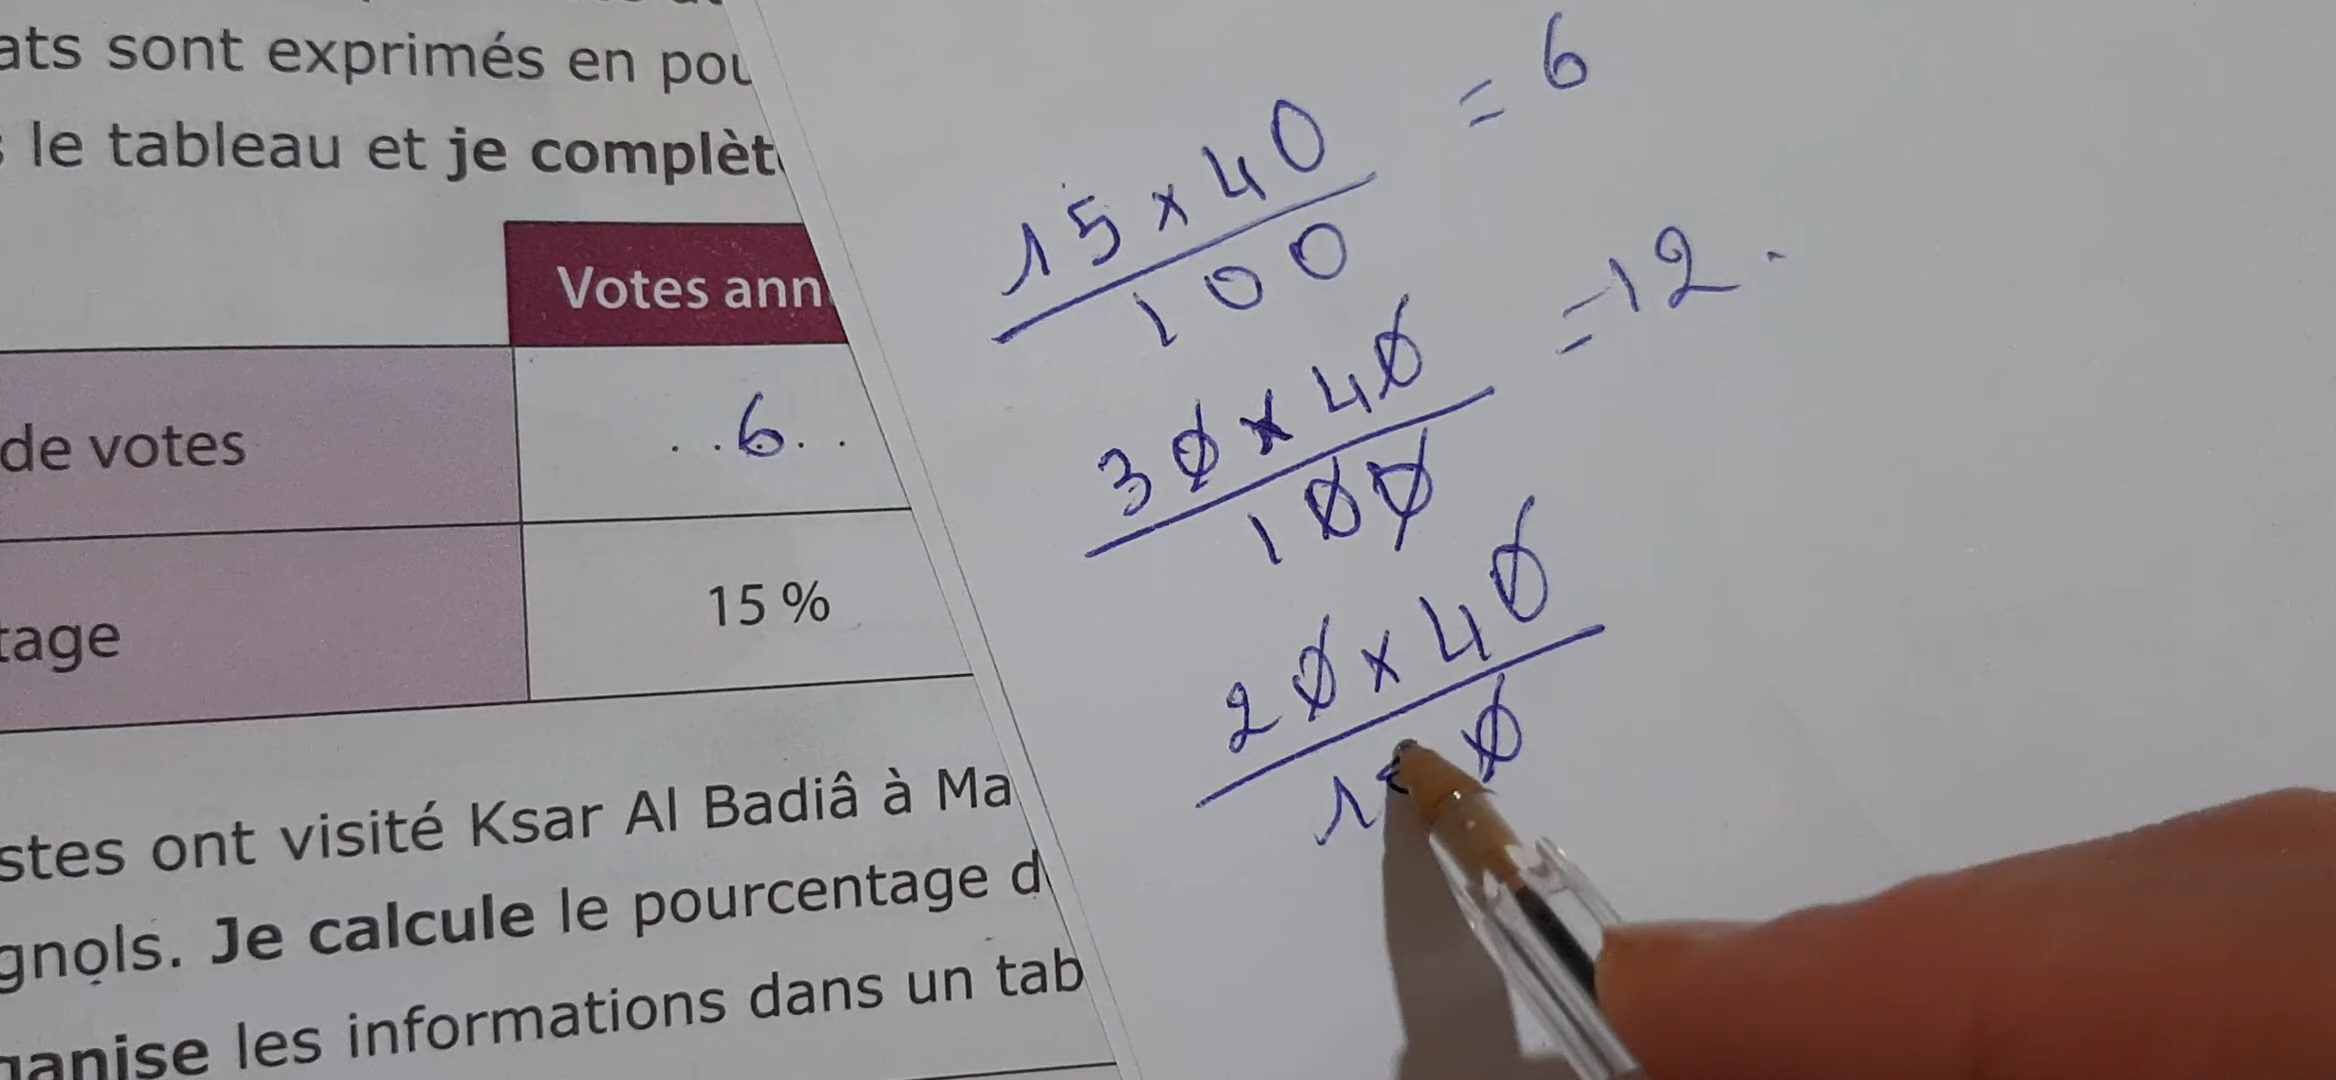 ats sont exprimés en pou
le tableau et je complèt
Votes ann
de votes
..6..
tage
15 %
stes ont visité Ksar Al Badiâ à Ma
gnols. Je calcule le pourcentage d
ganise les informations dans un tab
15 x 40 = 6
100
30 x 40 = 12.
100
20 x 40
100